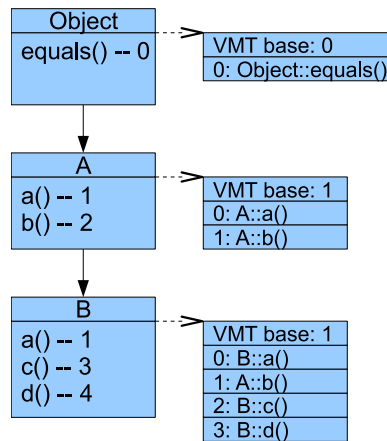 Object
equals() -- 0
VMT base: 0
0: Object::equals()
A
a() -- 1
b() -- 2
VMT base: 1
0: A::a()
1: A::b()
B
a() -- 1
c() -- 3
d() -- 4
VMT base: 1
0: B::a()
1: A::b()
2: B::c()
3: B::d()